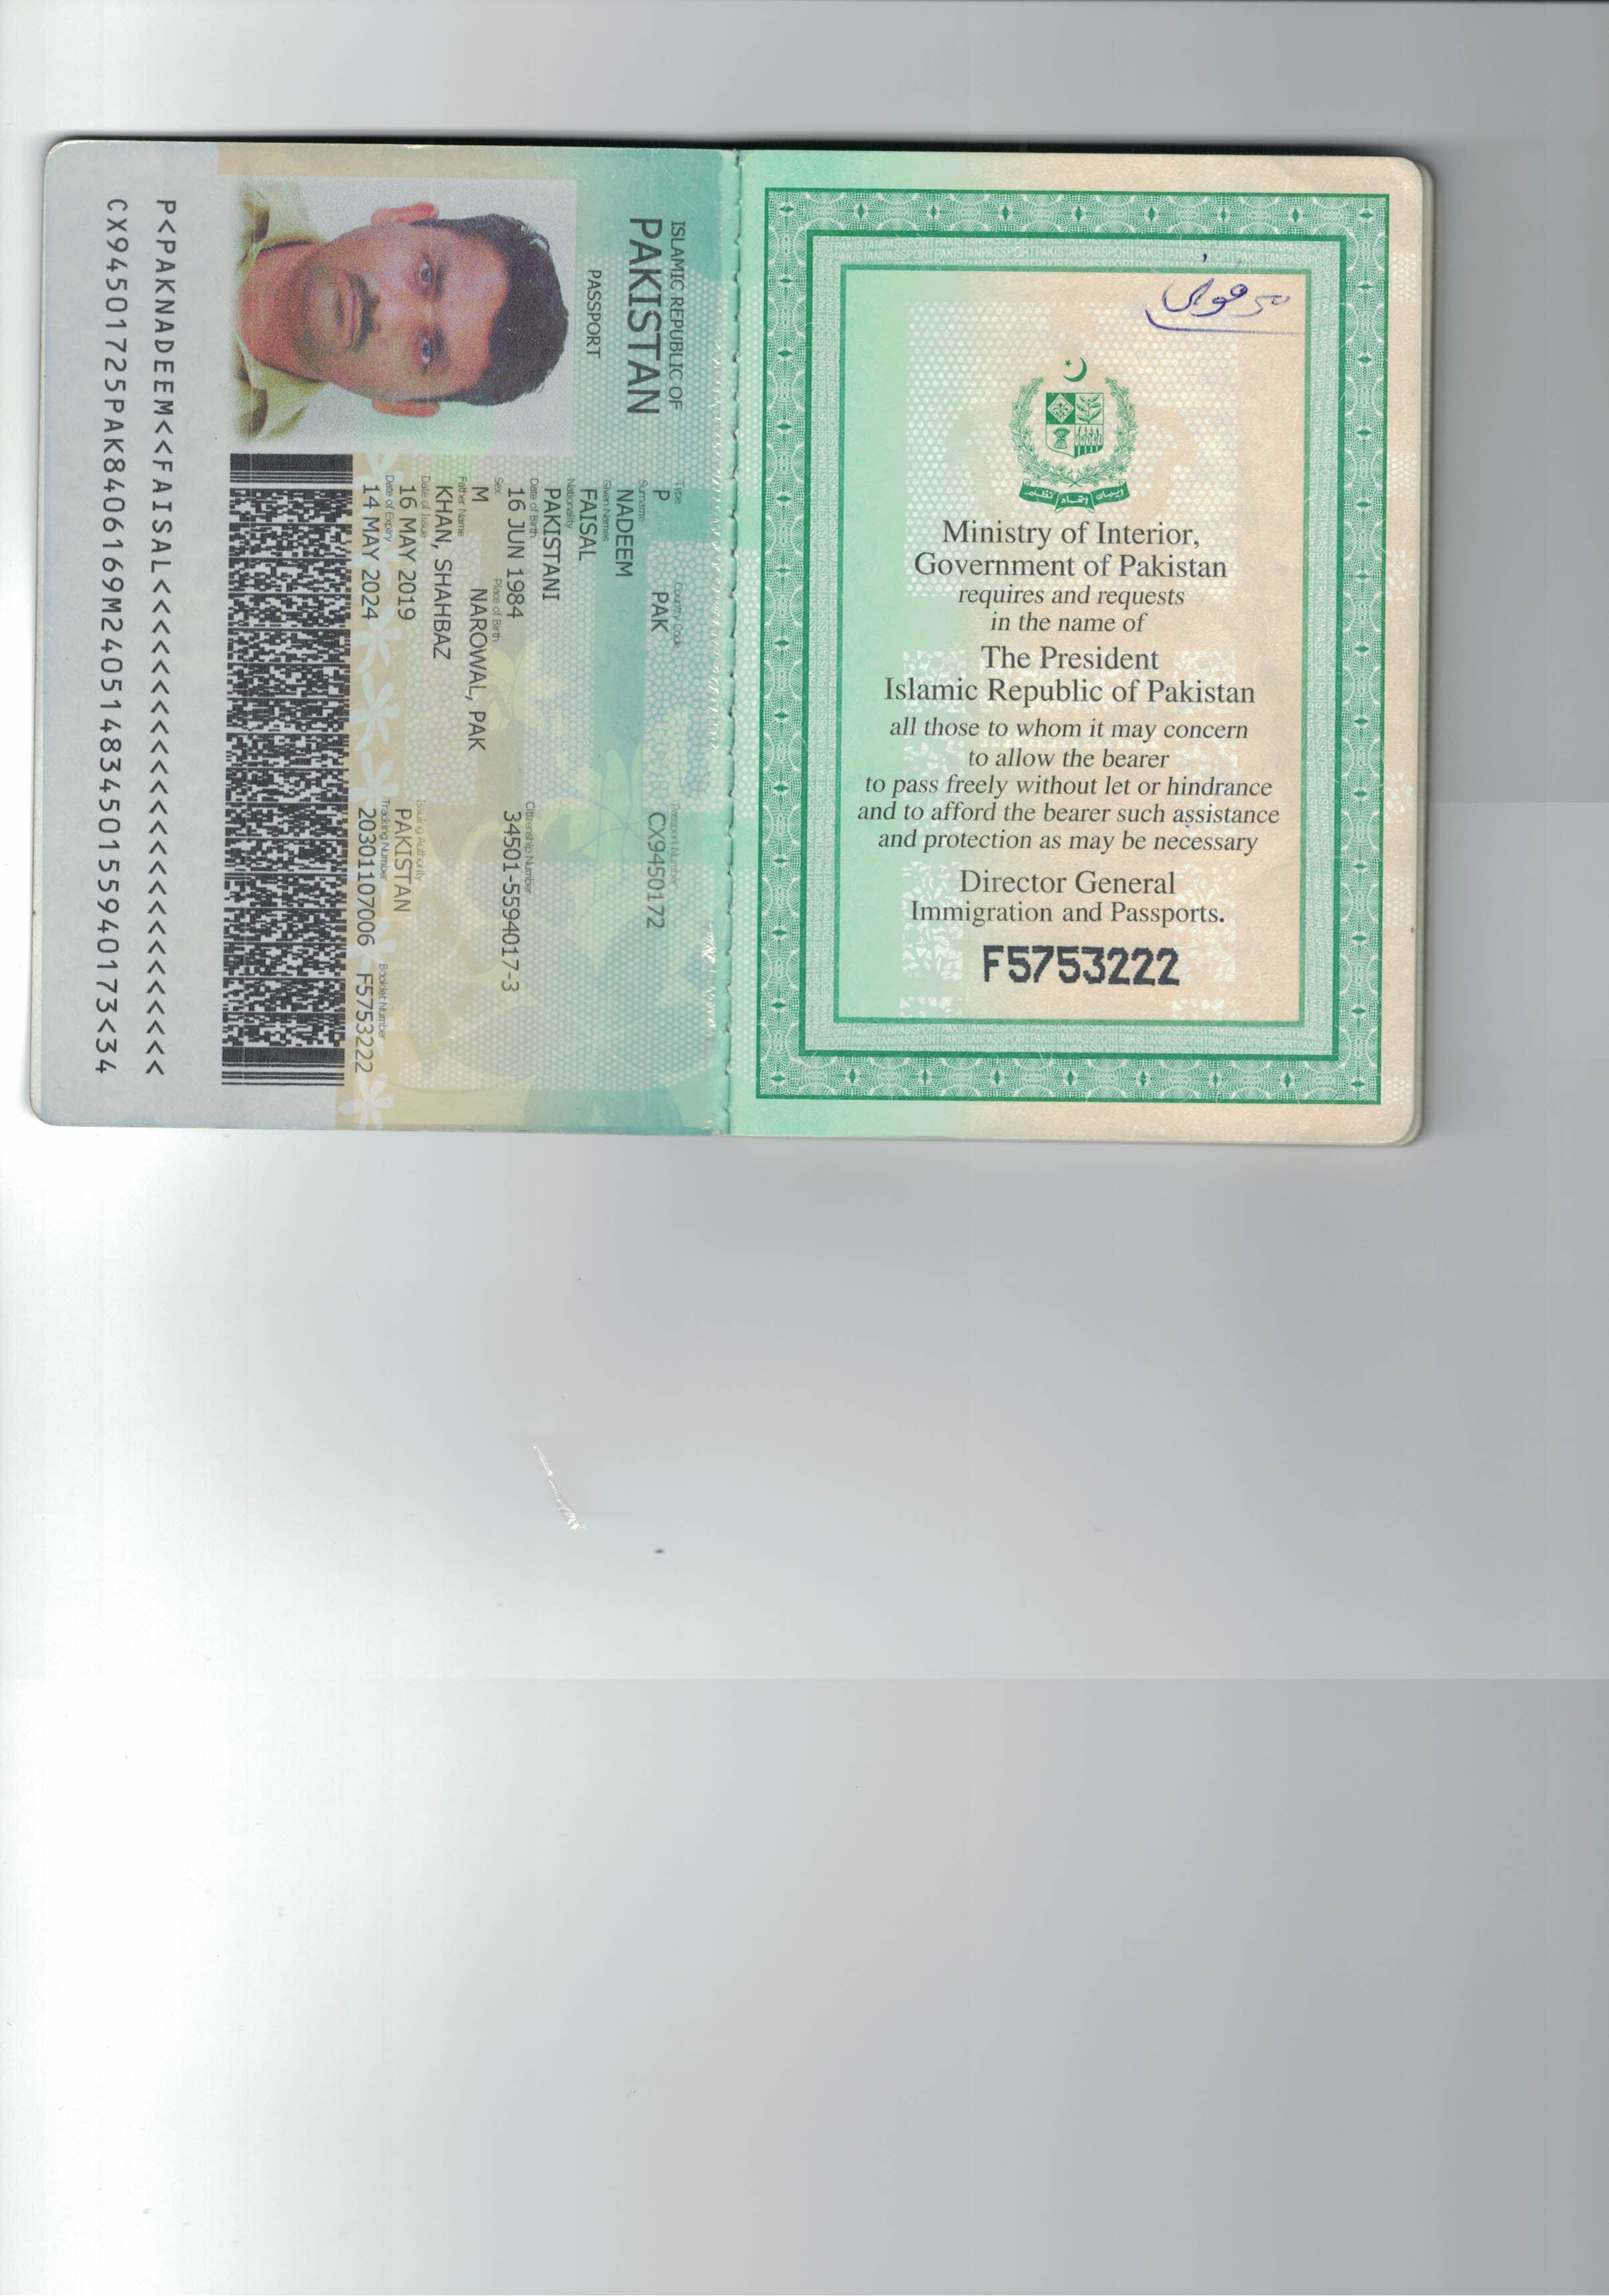 Ministry of Interior,
Government of Pakistan
requires and requests
in the name of
The President
Islamic Republic of Pakistan
all those to whom it may concern
to allow the bearer
to pass freely without let or hindrance
and to afford the bearer such assistance
and protection as may be necessary
Director General
Immigration and Passports.
F5753222
ISLAMIC REPUBLIC OF
PAKISTAN
PASSPORT
Type Country Code Passport Number
P PAK CX9450172
Surname
NADEEM
Given Names
FAISAL
Nationality
PAKISTANI
Date of Birth Citizenship Number
16 JUN 1984 34501-5594017-3
Sex Place of Birth
M NAROWAL, PAK
Father Name
KHAN, SHAHBAZ
Date of Issue Issuing Authority
16 MAY 2019 PAKISTAN
Date of Expiry Tracking Number Booklet Number
14 MAY 2024 20301107006 F5753222
P<PAKNADEEM<<FAISAL<<<<<<<<<<<<<<<<<<<<<<<<<
CX94501725PAK8406169M24051483450155940173<34